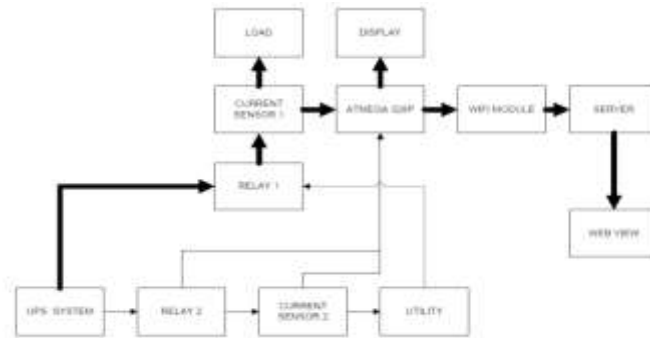 LOAD
DISPLAY
CURRENT
SENSOR 1
ATMEGA 328P
WIFI MODULE
SERVER
RELAY 1
WEB VIEW
UPS SYSTEM
RELAY 2
CURRENT
SENSOR 2
UTILITY